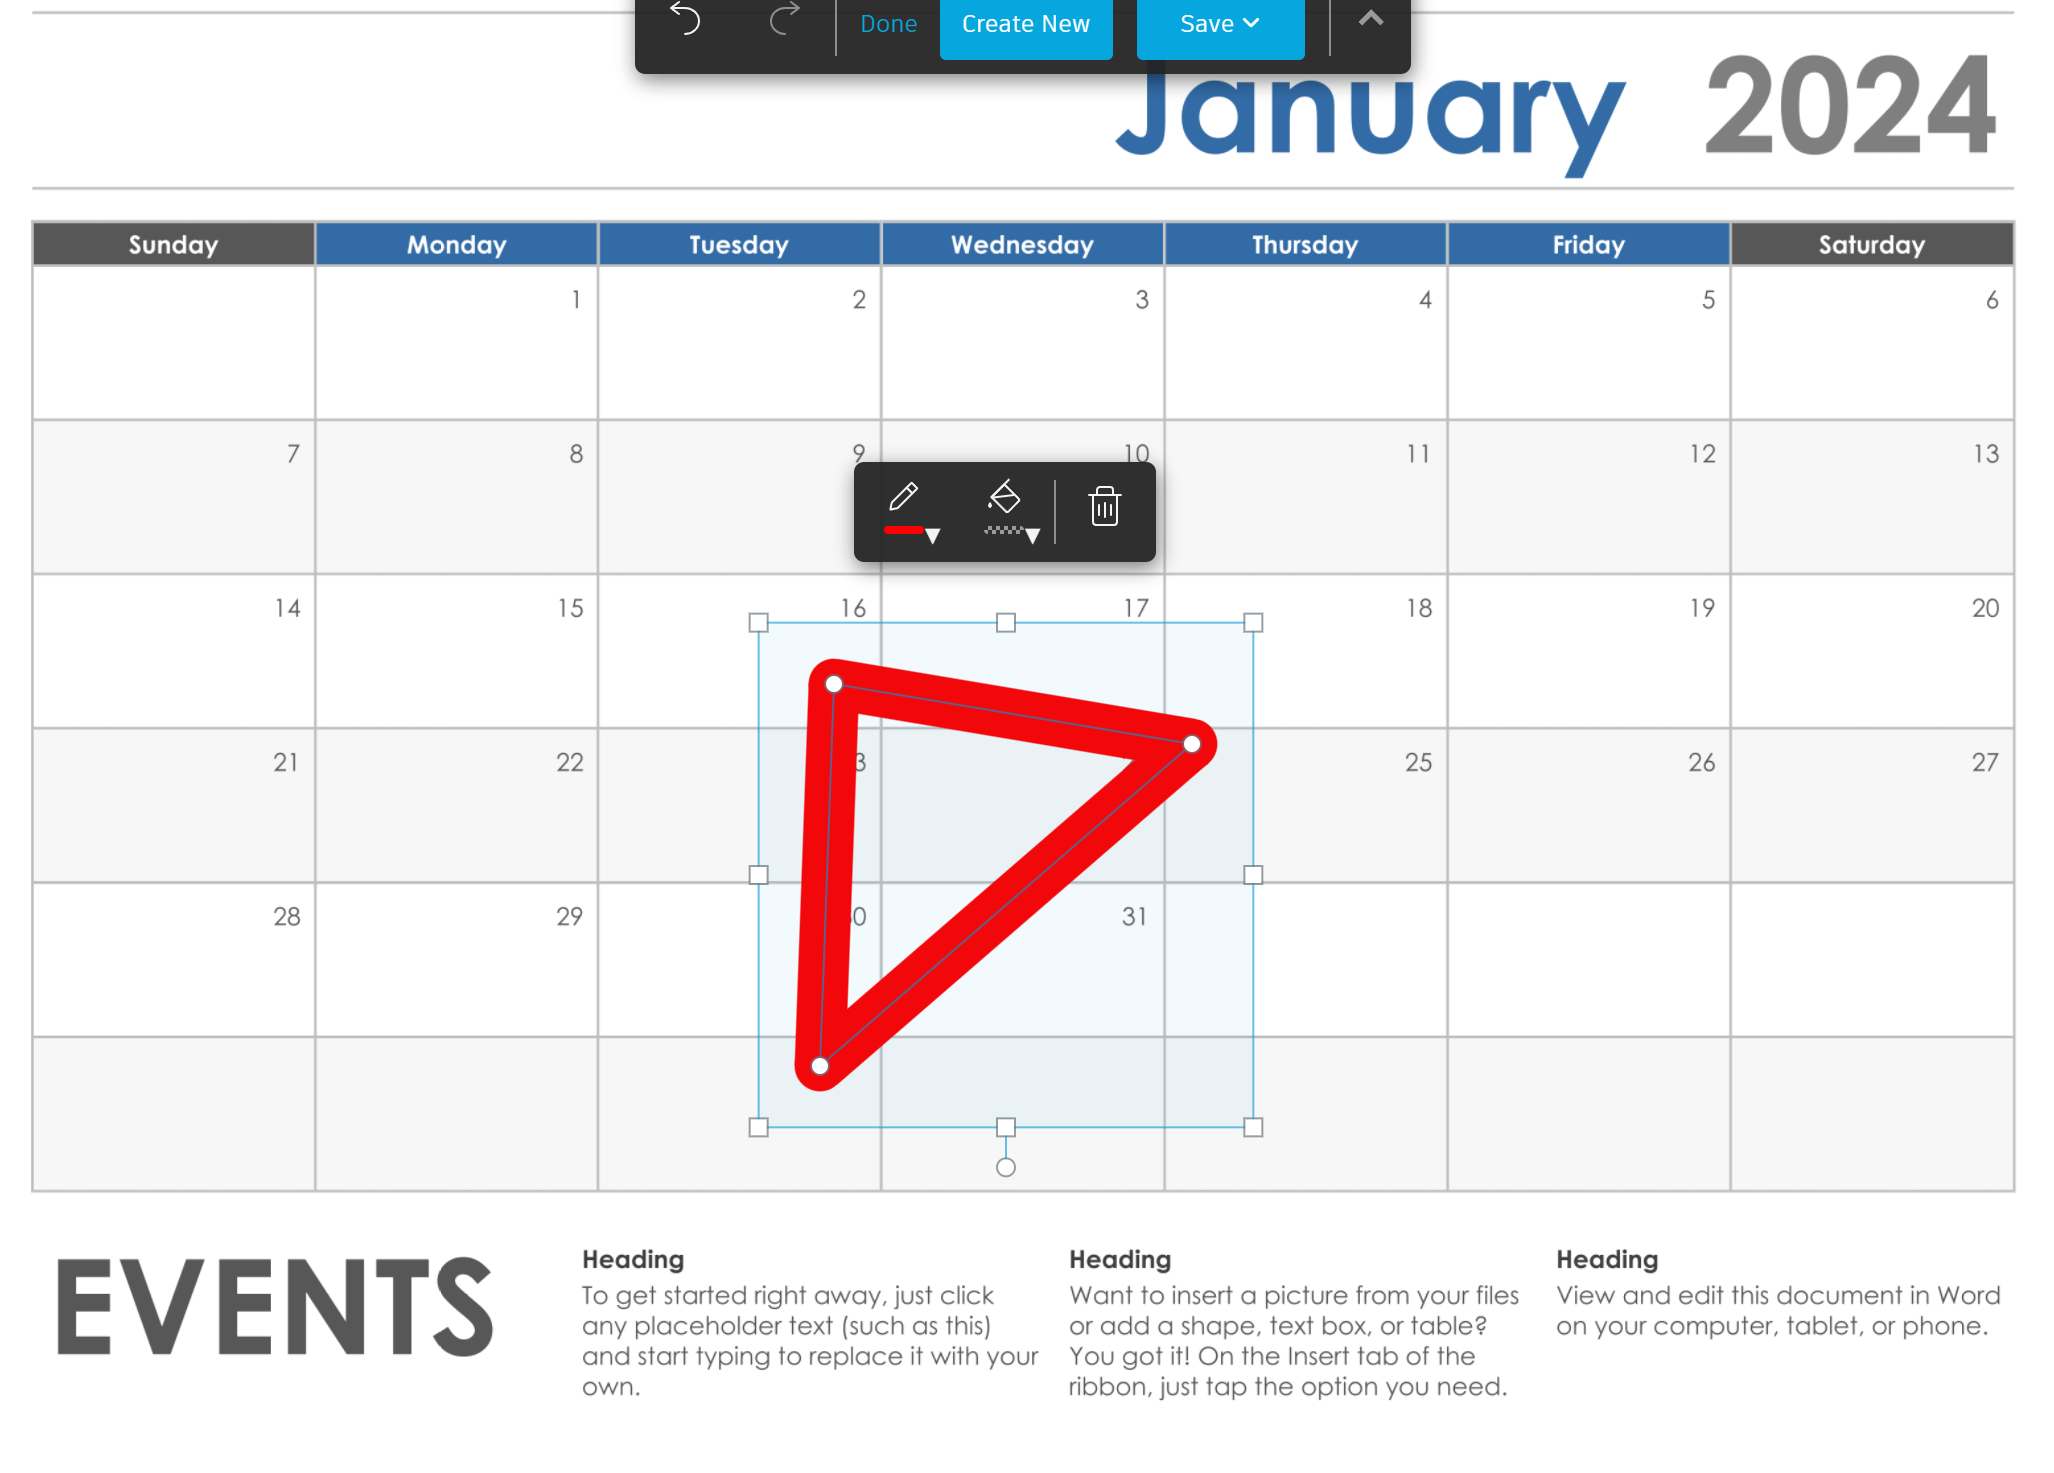 Done Create New Save
January 2024
Sunday Monday Tuesday Wednesday Thursday Friday Saturday
1 2 3 4 5 6
7 8 9 10 11 12 13
14 15 16 17 18 19 20
21 22 3 25 26 27
28 29 0 31
EVENTS
Heading
To get started right away, just click
any placeholder text (such as this)
and start typing to replace it with your
own.
Heading
Want to insert a picture from your files
or add a shape, text box, or table?
You got it! On the Insert tab of the
ribbon, just tap the option you need.
Heading
View and edit this document in Word
on your computer, tablet, or phone.